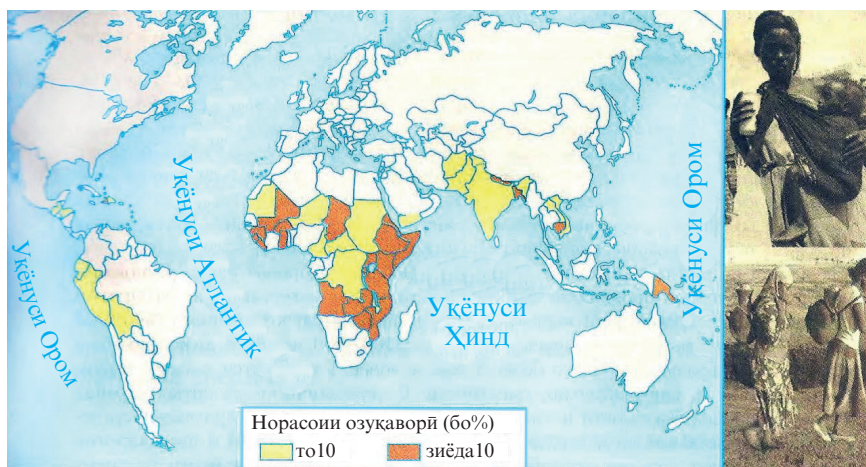 Уқёнуси Ором
Уқёнуси Атлантик
Уқёнуси
Ҳинд
Уқёнуси Ором
Норасоии озуқаворӣ (бо%)
то10
зиёда10